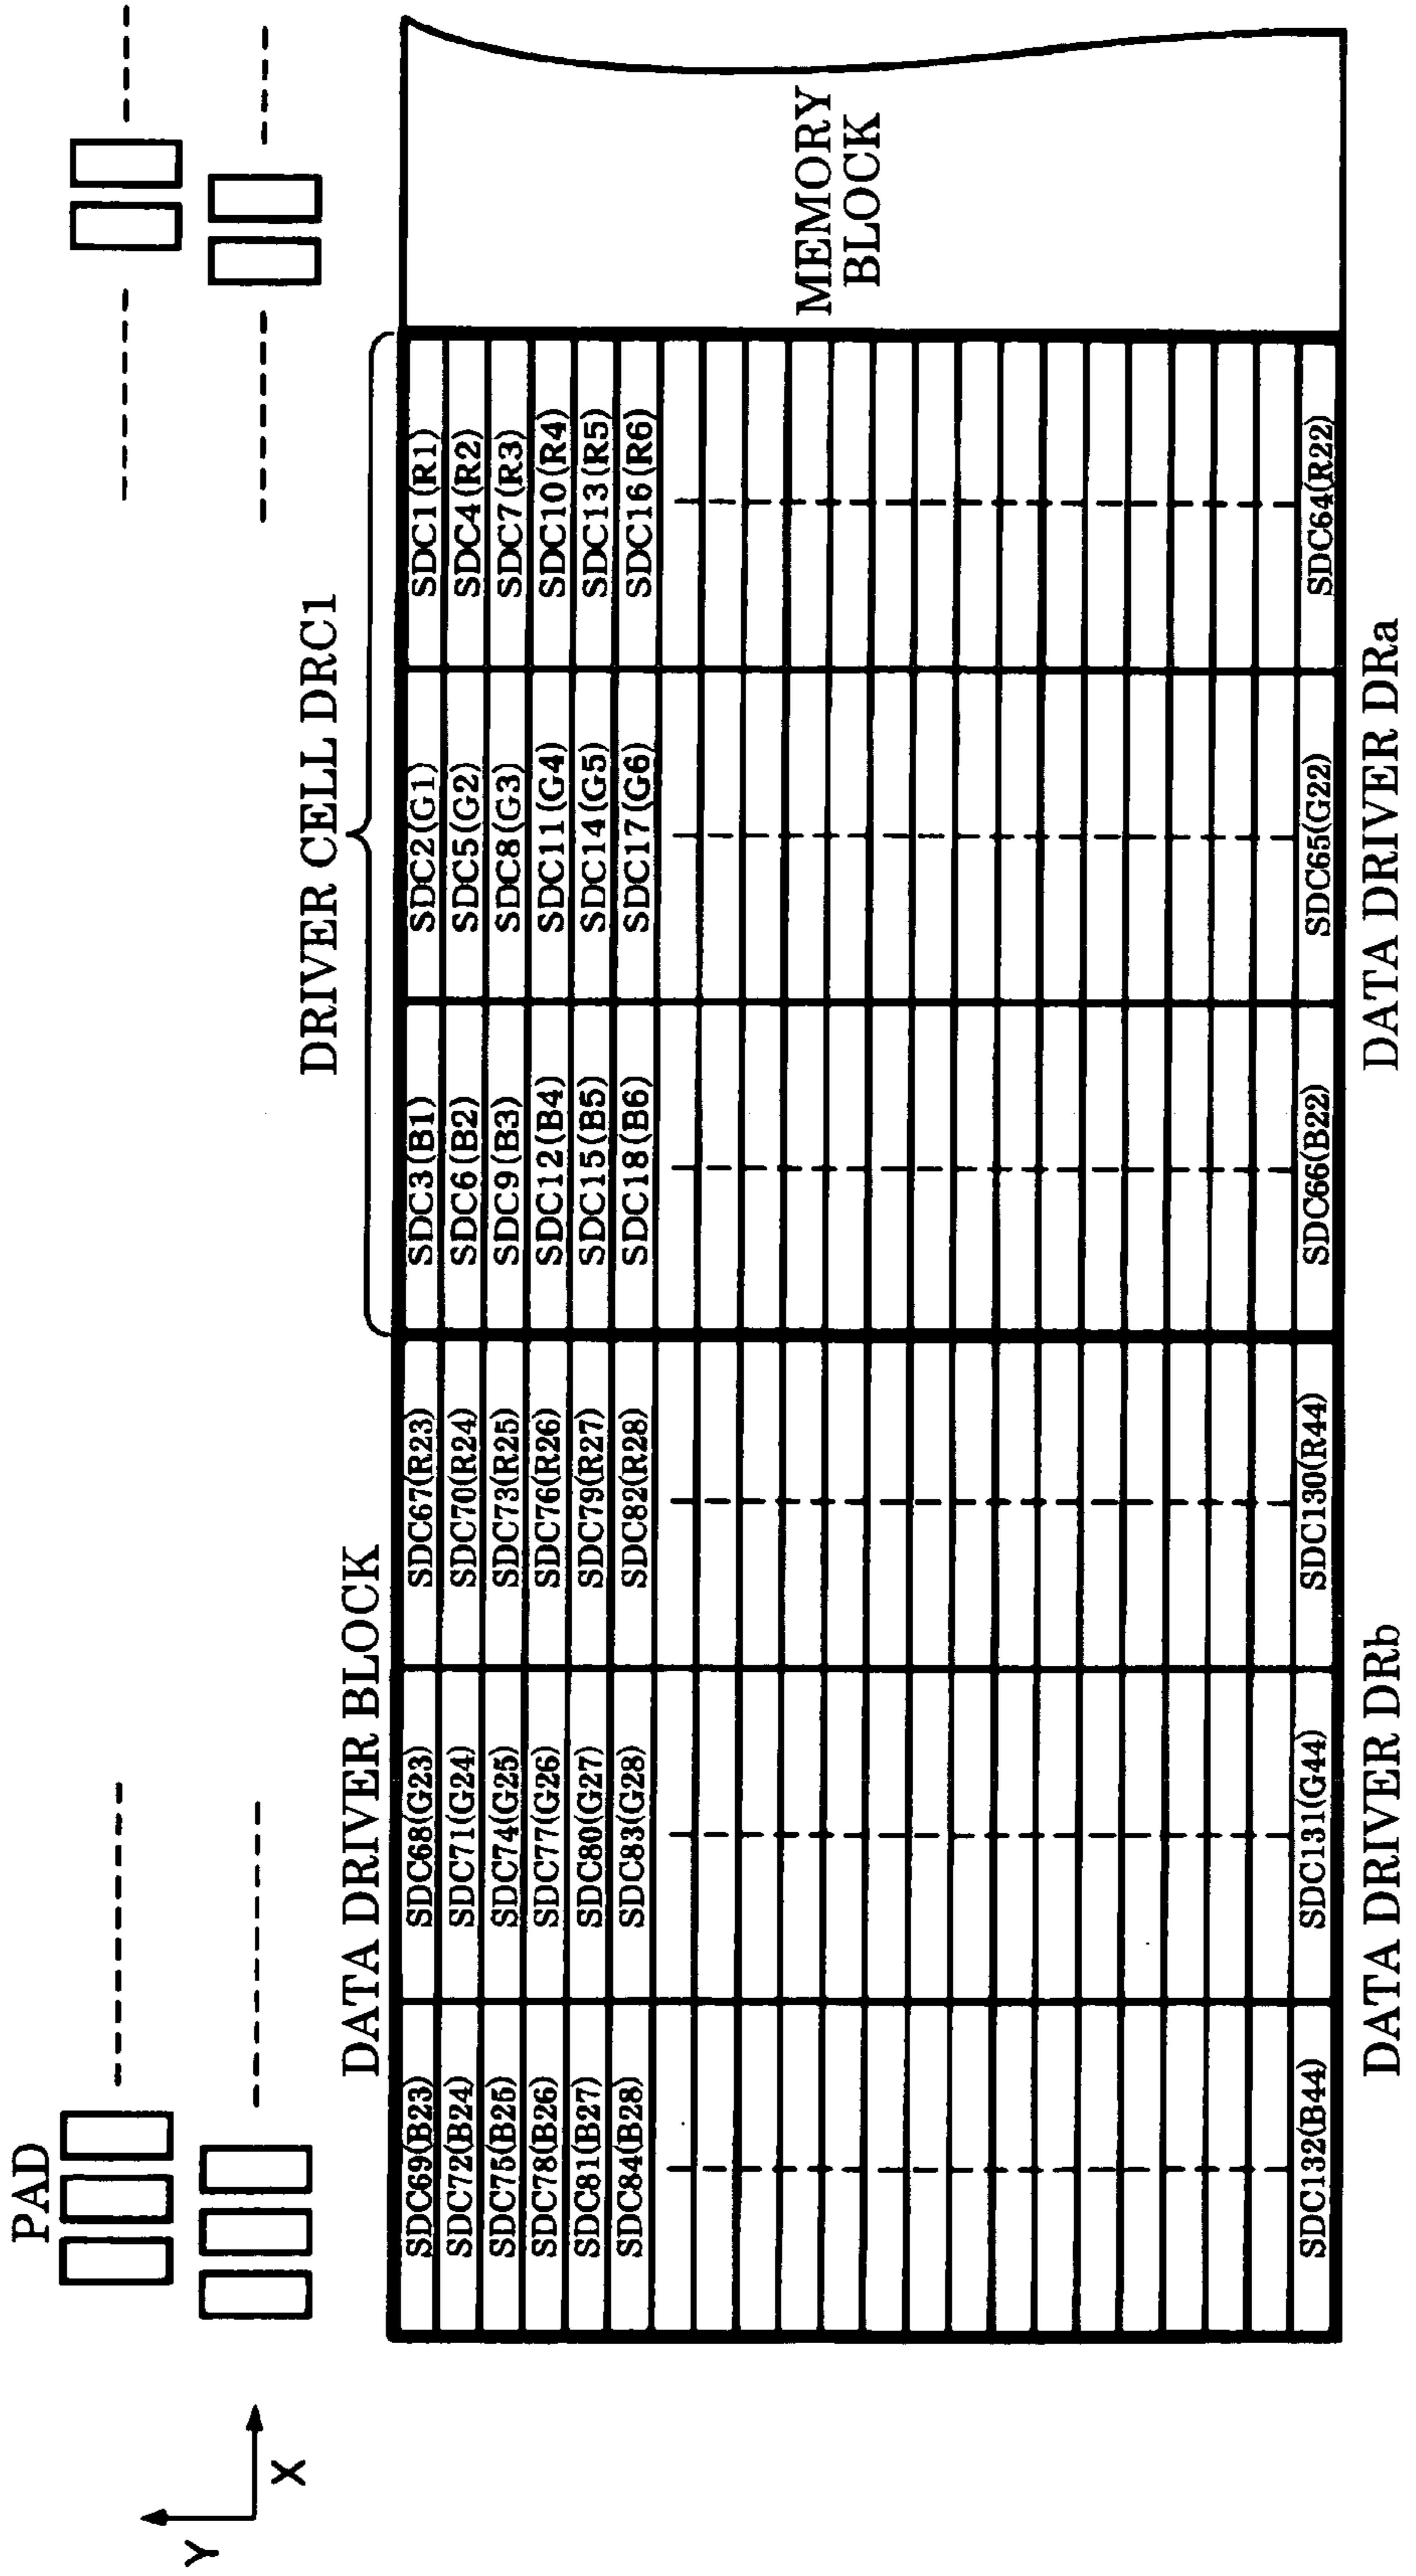 PAD
DRIVER CELL DRC1
DATA DRIVER BLOCK
SDC69(B23) SDC68(G23) SDC67(R23) SDC3(B1) SDC2(G1) SDC1(R1)
SDC72(B24) SDC71(G24) SDC70(R24) SDC6(B2) SDC5(G2) SDC4(R2)
SDC75(B25) SDC74(G25) SDC73(R25) SDC9(B3) SDC8(G3) SDC7(R3)
SDC78(B26) SDC77(G26) SDC76(R26) SDC12(B4) SDC11(G4) SDC10(R4)
SDC81(B27) SDC80(G27) SDC79(R27) SDC15(B5) SDC14(G5) SDC13(R5)
SDC84(B28) SDC83(G28) SDC82(R28) SDC18(B6) SDC17(G6) SDC16(R6)
MEMORY
BLOCK
SDC132(B44) SDC131(G44) SDC130(R44) SDC66(B22) SDC65(G22) SDC64(R22)
DATA DRIVER DRb
DATA DRIVER DRa
Y
X